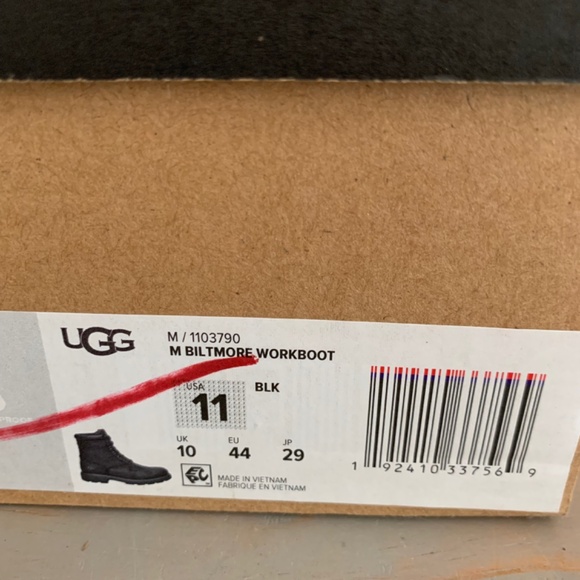 UGG
M / 1103790
M BILTMORE WORKBOOT
USA
11
BLK
UK EU JP
10 44 29
MADE IN VIETNAM
FABRIQUÉ EN VIETNAM
1 92410 33756 9